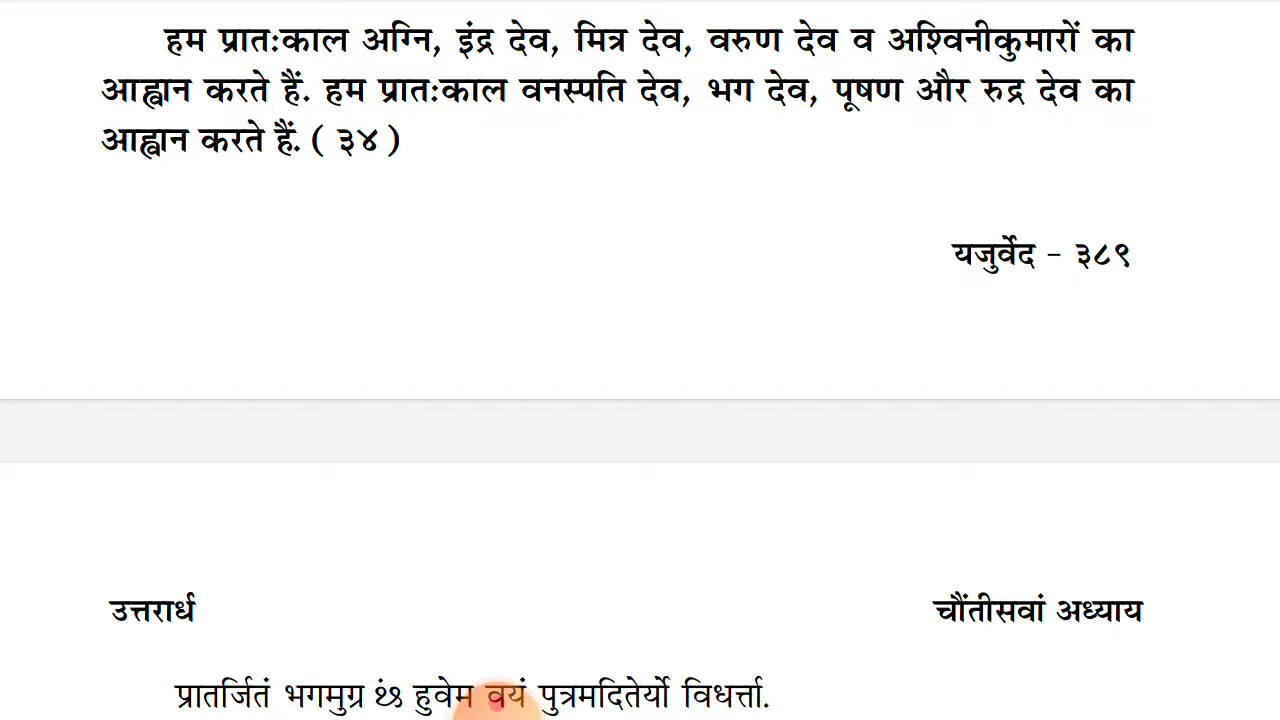 हम प्रातःकाल अग्नि, इंद्र देव, मित्र देव, वरुण देव व अश्विनीकुमारों का
आह्वान करते हैं. हम प्रातःकाल वनस्पति देव, भग देव, पूषण और रुद्र देव का
आह्वान करते हैं. ( ३४ )
यजुर्वेद - ३८९
उत्तरार्ध
चौंतीसवां अध्याय
प्रातर्जितं भगमुग्र ᳪ हुवेम वयं पुत्रमदितेर्यो विधर्त्ता.